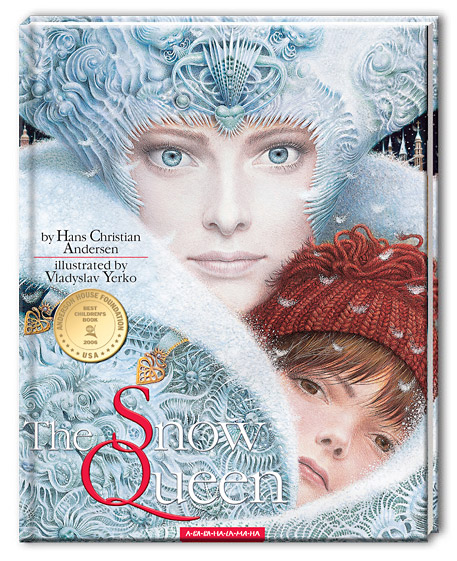 by Hans Christian
Andersen
illustrated by
Vladyslav Yerko
ANDERSEN HOUSE FOUNDATION
BEST
CHILDREN'S
BOOK
2006
USA
The Snow
Queen
А-БА-БА-ГА-ЛА-МА-ГА